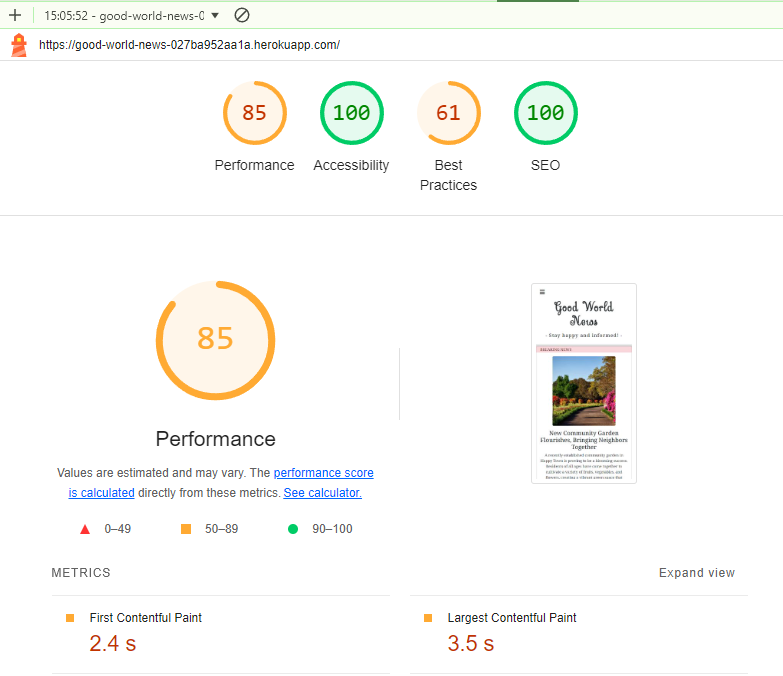 15:05:52 - good-world-news-0
https://good-world-news-027ba952aa1a.herokuapp.com/
85
100
61
100
Performance
Accessibility
Best
Practices
SEO
85
Performance
Values are estimated and may vary. The performance score
is calculated directly from these metrics. See calculator.
0–49
50–89
90–100
Good World
News
- Stay happy and informed! -
BREAKING NEWS
New Community Garden
Flourishes, Bringing Neighbors
Together
METRICS
Expand view
First Contentful Paint
2.4 s
Largest Contentful Paint
3.5 s